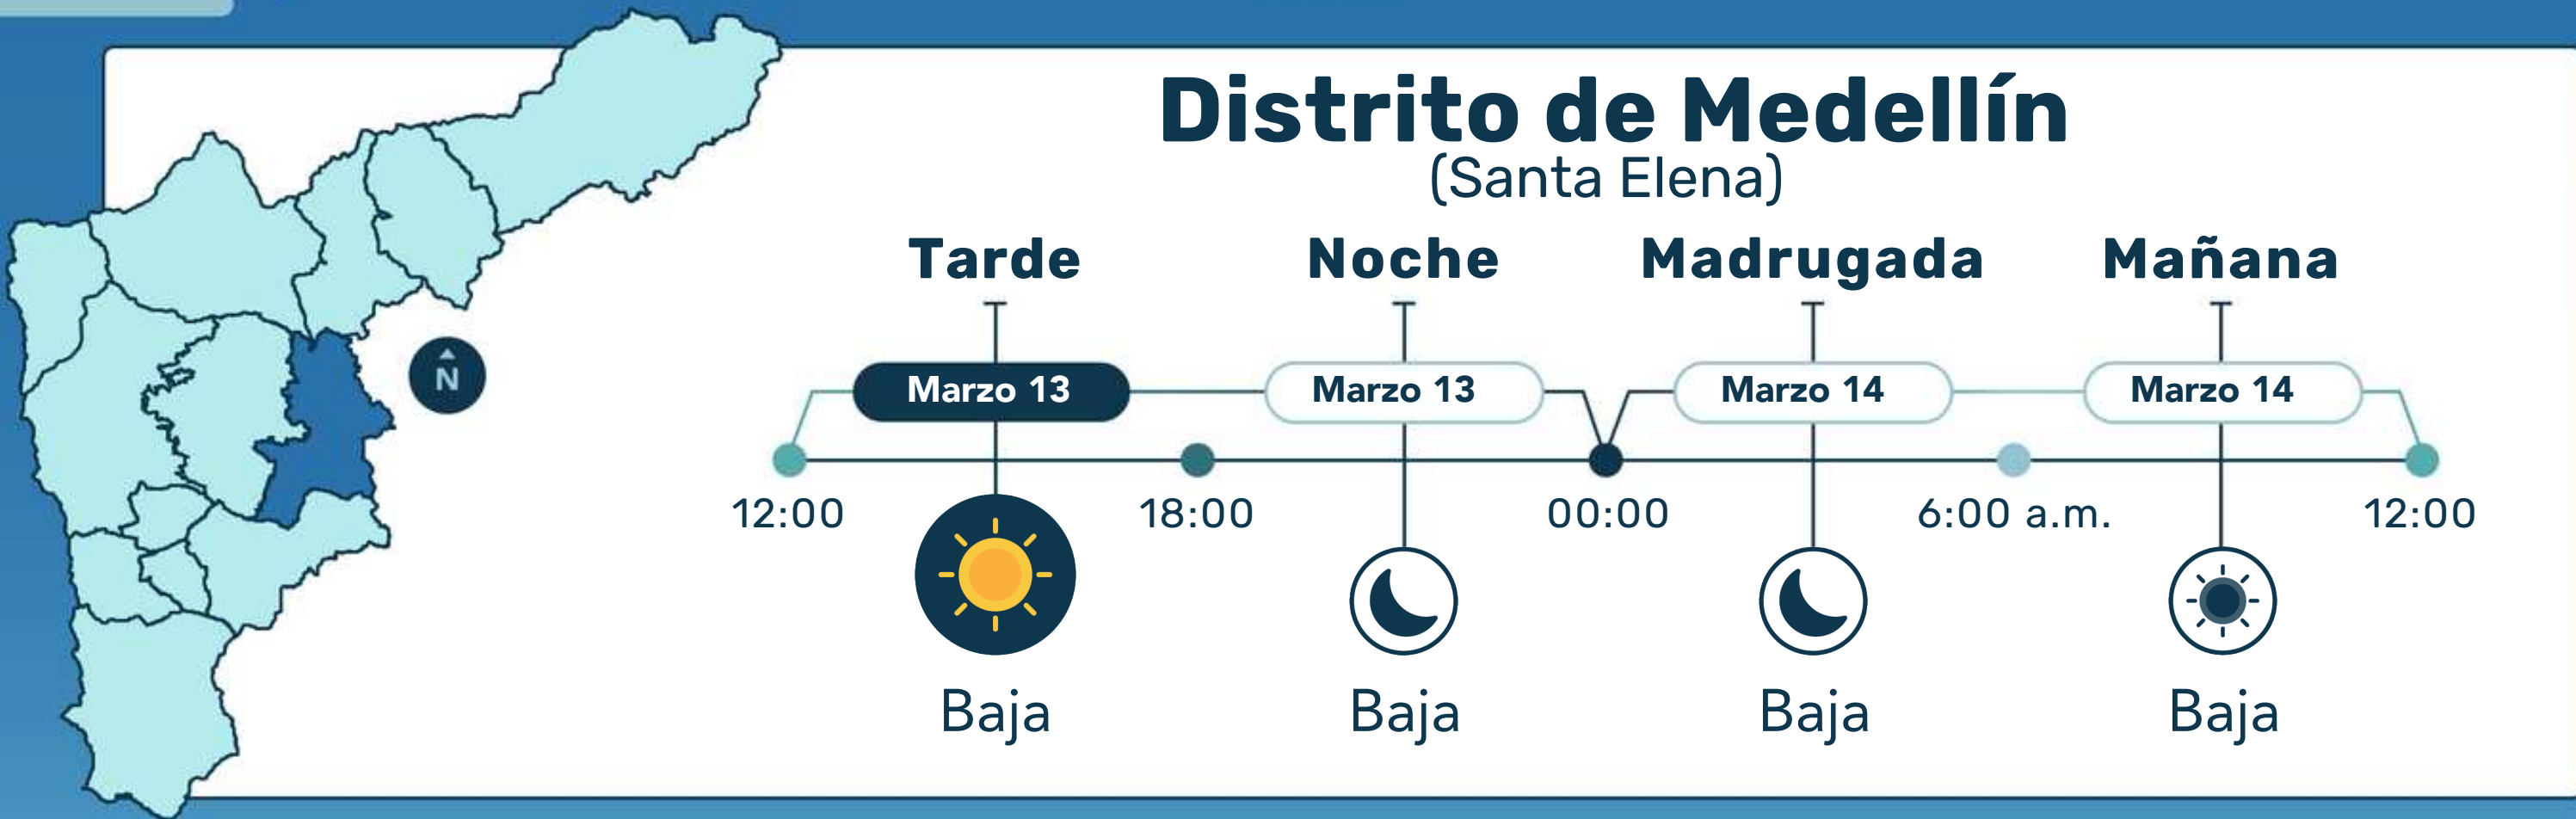 Distrito de Medellín
(Santa Elena)
Tarde Noche Madrugada Mañana
N
Marzo 13 Marzo 13 Marzo 14 Marzo 14
12:00 18:00 00:00 6:00 a.m. 12:00
Baja Baja Baja Baja